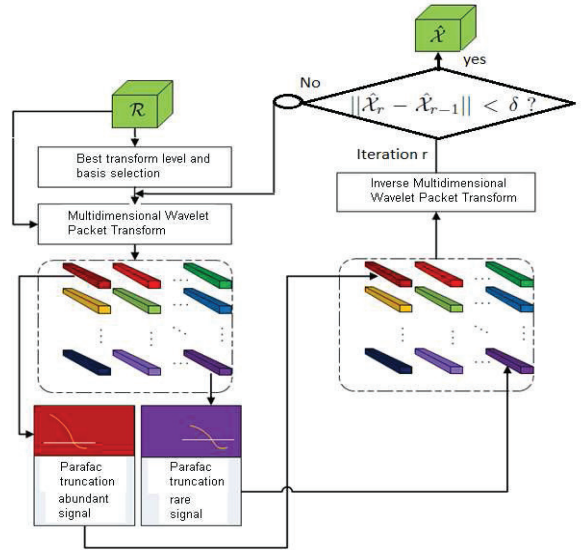 𝒳̂
yes
No
ℛ
||𝒳̂ᵣ − 𝒳̂ᵣ₋₁|| < δ ?
Best transform level and
basis selection
Iteration r
Multidimensional Wavelet
Packet Transform
Inverse Multidimensional
Wavelet Packet Transform
Parafac
truncation
abundant
signal
Parafac
truncation
rare
signal